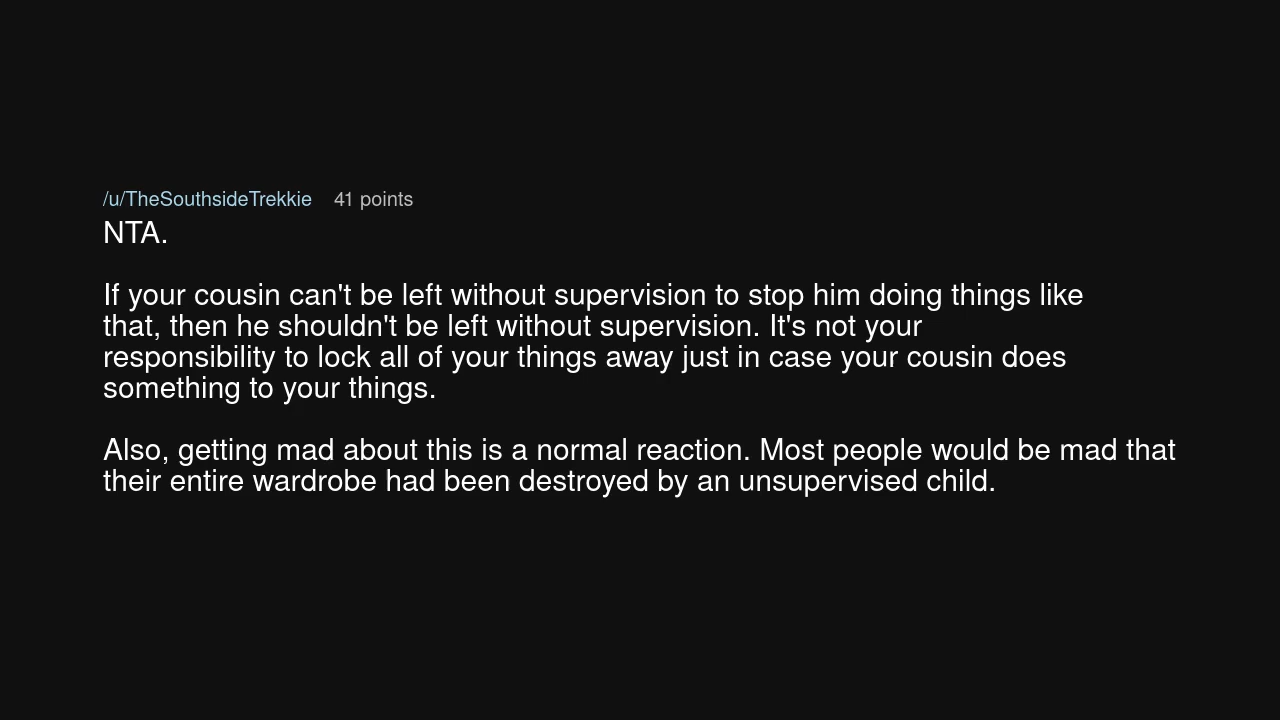 /u/TheSouthsideTrekkie 41 points
NTA.
If your cousin can't be left without supervision to stop him doing things like
that, then he shouldn't be left without supervision. It's not your
responsibility to lock all of your things away just in case your cousin does
something to your things.
Also, getting mad about this is a normal reaction. Most people would be mad that
their entire wardrobe had been destroyed by an unsupervised child.